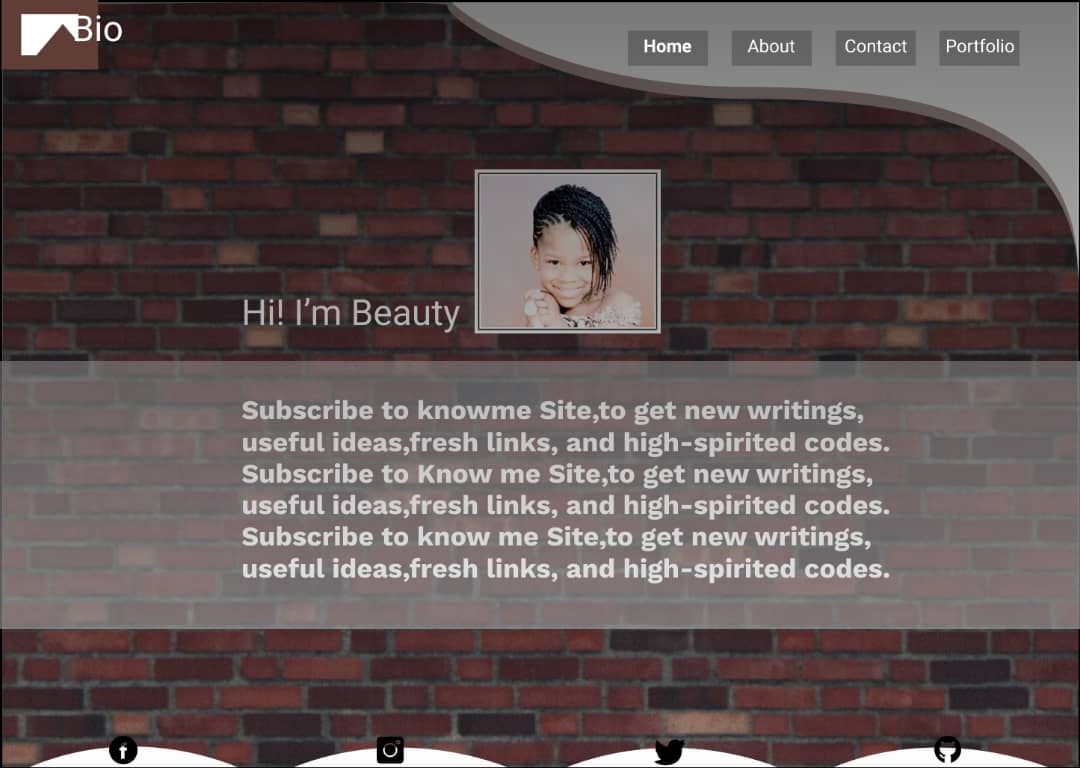 Bio
Home About Contact Portfolio
Hi! I’m Beauty
Subscribe to knowme Site,to get new writings,
useful ideas,fresh links, and high-spirited codes.
Subscribe to Know me Site,to get new writings,
useful ideas,fresh links, and high-spirited codes.
Subscribe to know me Site,to get new writings,
useful ideas,fresh links, and high-spirited codes.